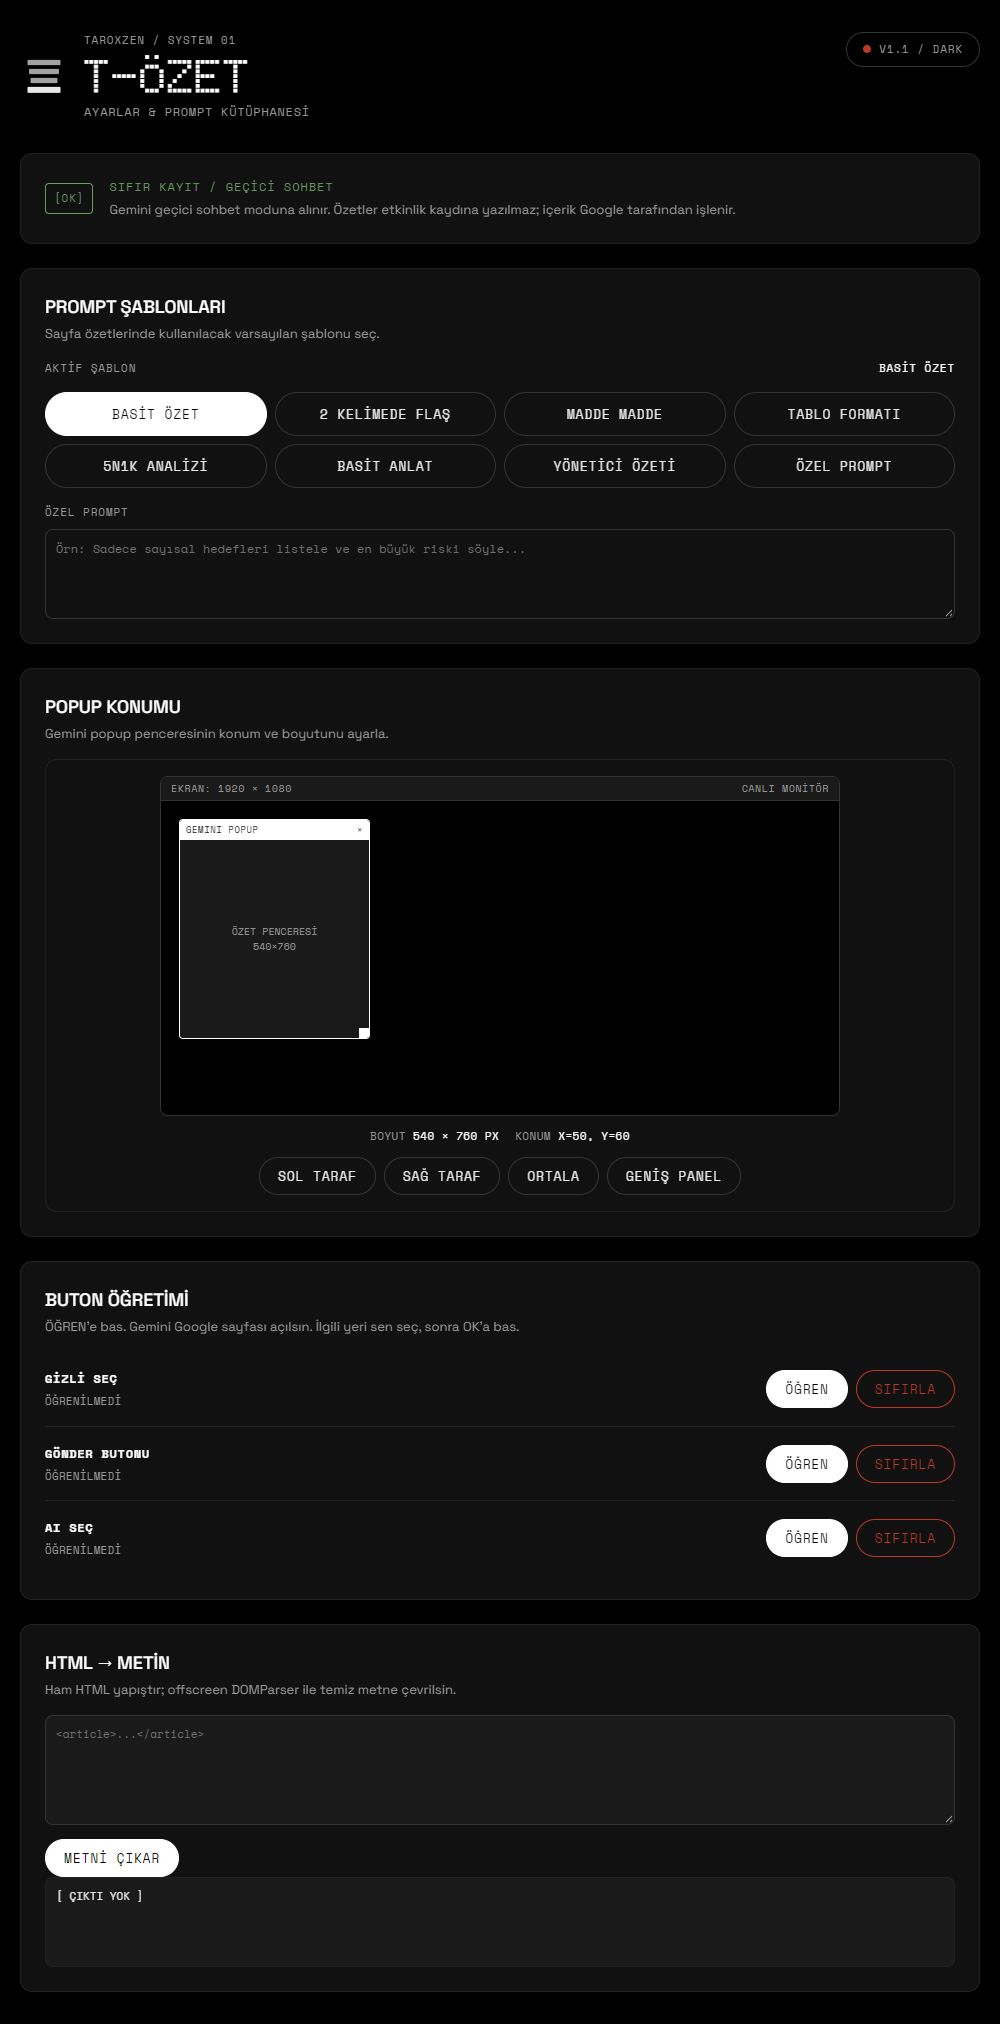 TAROXZEN / SYSTEM 01
T-ÖZET
AYARLAR & PROMPT KÜTÜPHANESİ
V1.1 / DARK
[OK]
SIFIR KAYIT / GEÇİCİ SOHBET
Gemini geçici sohbet moduna alınır. Özetler etkinlik kaydına yazılmaz; içerik Google tarafından işlenir.
PROMPT ŞABLONLARI
Sayfa özetlerinde kullanılacak varsayılan şablonu seç.
AKTİF ŞABLON
BASİT ÖZET
BASİT ÖZET
2 KELİMEDE FLAŞ
MADDE MADDE
TABLO FORMATI
5N1K ANALİZİ
BASİT ANLAT
YÖNETİCİ ÖZETİ
ÖZEL PROMPT
ÖZEL PROMPT
Örn: Sadece sayısal hedefleri listele ve en büyük riski söyle...
POPUP KONUMU
Gemini popup penceresinin konum ve boyutunu ayarla.
EKRAN: 1920 × 1080
CANLI MONİTÖR
GEMINI POPUP ×
ÖZET PENCERESİ
540×760
BOYUT 540 × 760 PX KONUM X=50, Y=60
SOL TARAF
SAĞ TARAF
ORTALA
GENİŞ PANEL
BUTON ÖĞRETİMİ
ÖĞREN'e bas. Gemini Google sayfası açılsın. İlgili yeri sen seç, sonra OK'a bas.
GİZLİ SEÇ
ÖĞRENİLMEDİ
ÖĞREN
SIFIRLA
GÖNDER BUTONU
ÖĞRENİLMEDİ
ÖĞREN
SIFIRLA
AI SEÇ
ÖĞRENİLMEDİ
ÖĞREN
SIFIRLA
HTML → METİN
Ham HTML yapıştır; offscreen DOMParser ile temiz metne çevrilsin.
<article>...</article>
METNİ ÇIKAR
[ ÇIKTI YOK ]